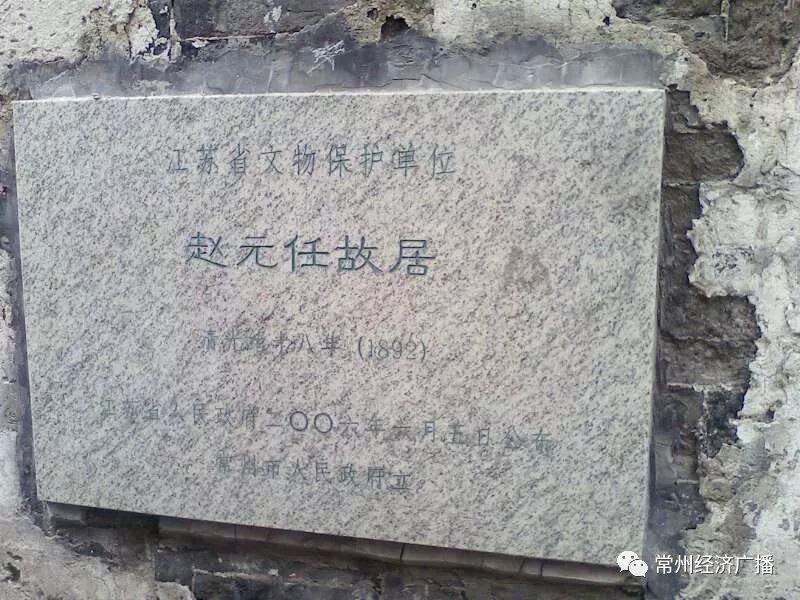 江苏省文物保护单位
赵元任故居
清光绪十八年(1892)
江苏省人民政府二〇〇六年六月五日公布
常州市人民政府立
常州经济广播